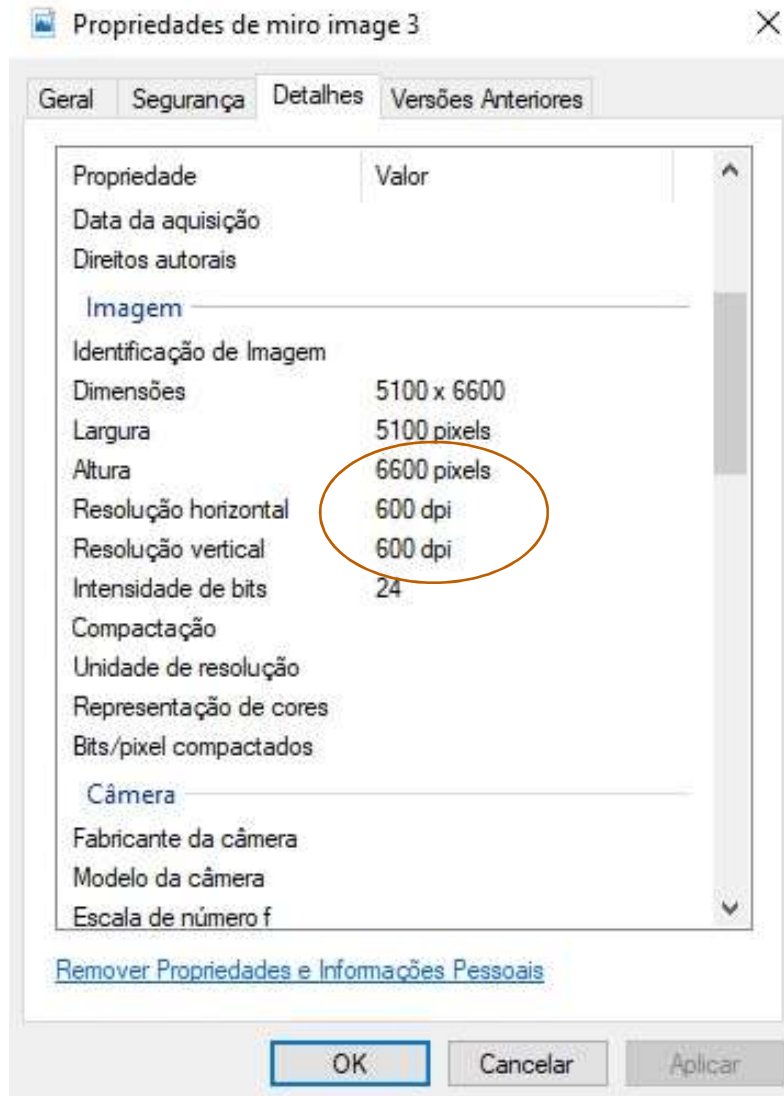 Propriedades de miro image 3
Geral Segurança Detalhes Versões Anteriores
Propriedade Valor
Data da aquisição
Direitos autorais
Imagem
Identificação de Imagem
Dimensões 5100 x 6600
Largura 5100 pixels
Altura 6600 pixels
Resolução horizontal 600 dpi
Resolução vertical 600 dpi
Intensidade de bits 24
Compactação
Unidade de resolução
Representação de cores
Bits/pixel compactados
Câmera
Fabricante da câmera
Modelo da câmera
Escala de número f
Remover Propriedades e Informações Pessoais
OK Cancelar Aplicar